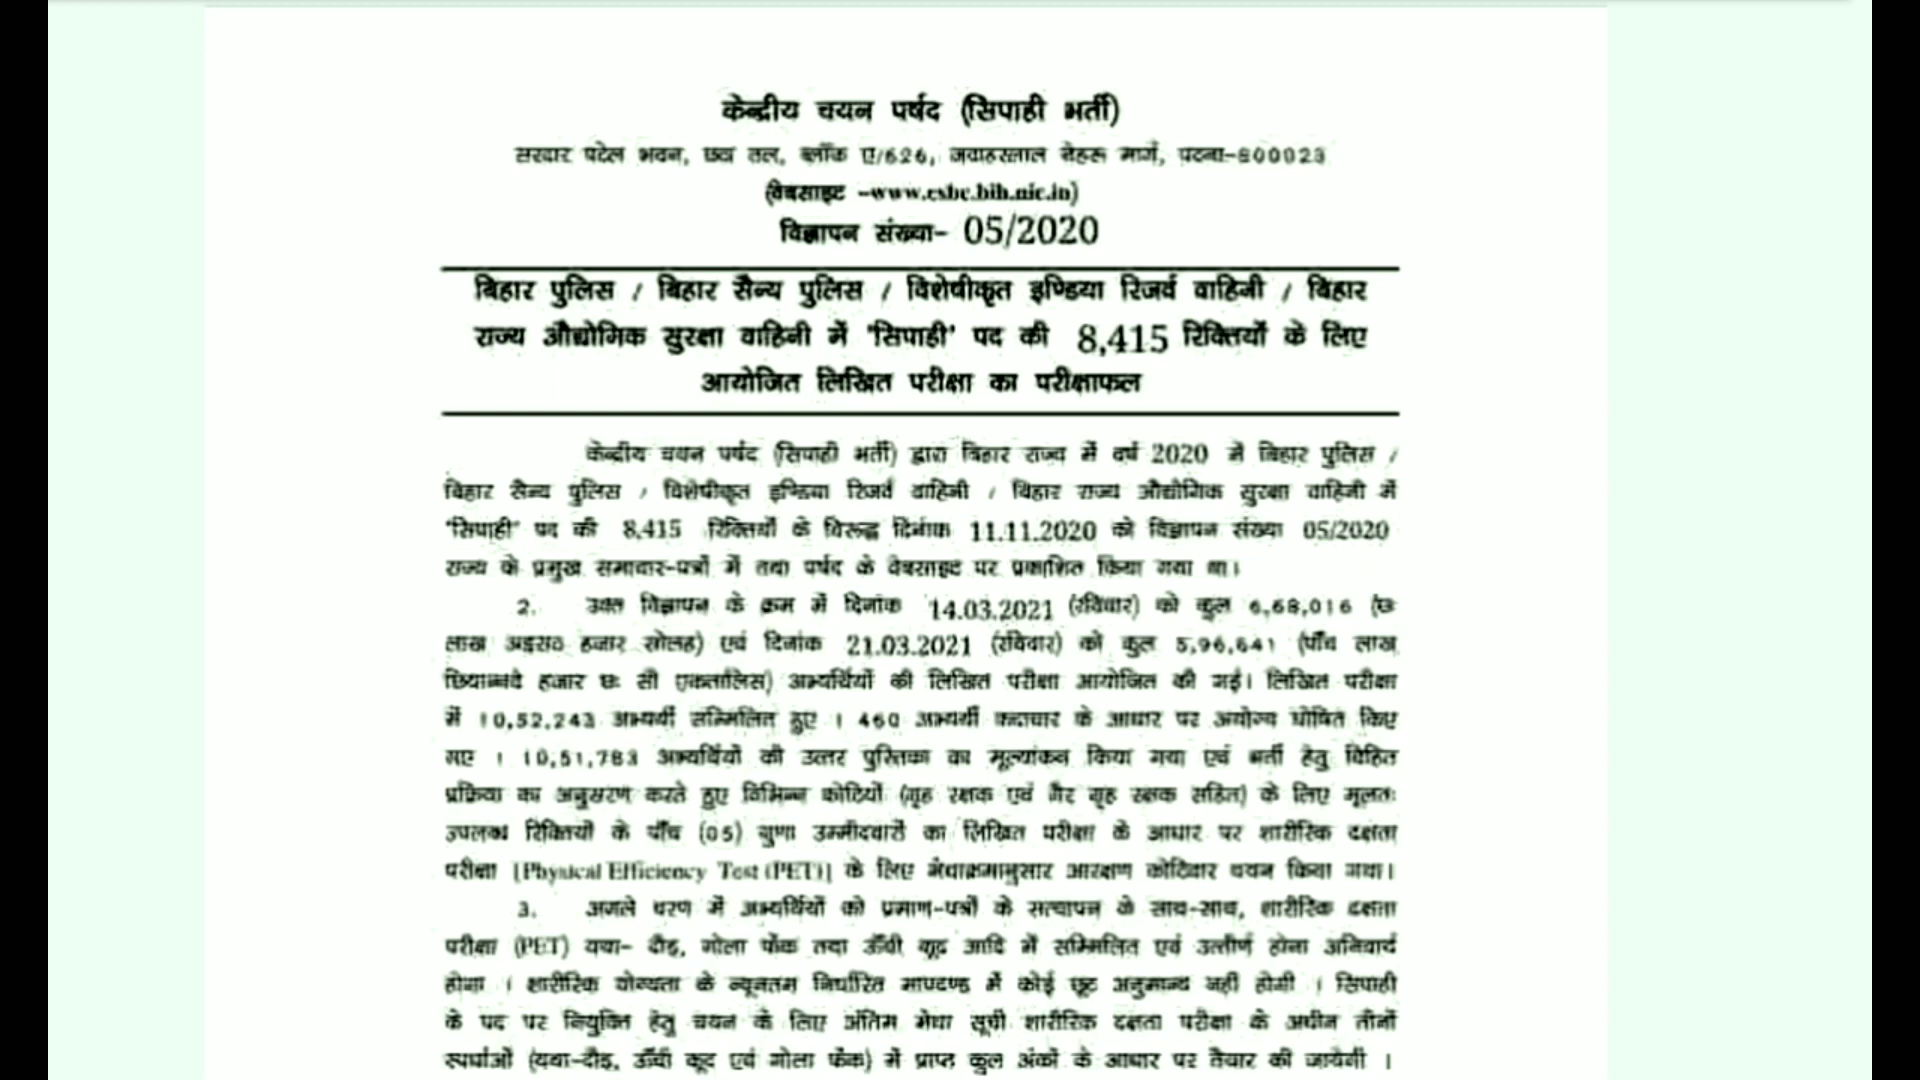 केन्द्रीय चयन पर्षद (सिपाही भर्ती)
सरदार पटेल भवन, छठा तल, ब्लॉक ए/626, जवाहरलाल नेहरू मार्ग, पटना-800023
(वेबसाइट -www.csbc.bih.nic.in)
विज्ञापन संख्या- 05/2020
बिहार पुलिस / बिहार सैन्य पुलिस / विशेषीकृत इण्डिया रिजर्व वाहिनी / बिहार
राज्य औद्योगिक सुरक्षा वाहिनी में 'सिपाही' पद की 8,415 रिक्तियों के लिए
आयोजित लिखित परीक्षा का परीक्षाफल
केन्द्रीय चयन पर्षद (सिपाही भर्ती) द्वारा बिहार राज्य में वर्ष 2020 में बिहार पुलिस /
बिहार सैन्य पुलिस / विशेषीकृत इण्डिया रिजर्व वाहिनी / बिहार राज्य औद्योगिक सुरक्षा वाहिनी में
'सिपाही' पद की 8,415 रिक्तियों के विरूद्ध दिनांक 11.11.2020 को विज्ञापन संख्या 05/2020
राज्य के प्रमुख समाचार-पत्रों में तथा पर्षद के वेबसाइट पर प्रकाशित किया गया था।
2. उक्त विज्ञापन के क्रम में दिनांक 14.03.2021 (रविवार) को कुल 6,68,016 (छः
लाख अड़सठ हजार सोलह) एवं दिनांक 21.03.2021 (रविवार) को कुल 5,96,641 (पाँच लाख
छियान्नवे हजार छः सौ एकतालिस) अभ्यर्थियों की लिखित परीक्षा आयोजित की गई। लिखित परीक्षा
में 10,52,243 अभ्यर्थी सम्मिलित हुए । 460 अभ्यर्थी कदाचार के आधार पर अयोग्य घोषित किए
गए । 10,51,783 अभ्यर्थियों की उत्तर पुस्तिका का मूल्यांकन किया गया एवं भर्ती हेतु विहित
प्रक्रिया का अनुसरण करते हुए विभिन्न कोटियों (गृह रक्षक एवं गैर गृह रक्षक सहित) के लिए मूलतः
उपलब्ध रिक्तियों के पाँच (05) गुणा उम्मीदवारों का लिखित परीक्षा के आधार पर शारीरिक दक्षता
परीक्षा [Physical Efficiency Test (PET)] के लिए मेधाक्रमानुसार आरक्षण कोटिवार चयन किया गया।
3. अगले चरण में अभ्यर्थियों को प्रमाण-पत्रों के सत्यापन के साथ-साथ, शारीरिक दक्षता
परीक्षा (PET) यथा- दौड़, गोला फेंक तथा ऊँची कूद आदि में सम्मिलित एवं उत्तीर्ण होना अनिवार्य
होगा । शारीरिक योग्यता के न्यूनतम निर्धारित मापदण्ड में कोई छूट अनुमान्य नहीं होगी । सिपाही
के पद पर नियुक्ति हेतु चयन के लिए अंतिम मेधा सूची शारीरिक दक्षता परीक्षा के अधीन तीनों
स्पर्धाओं (यथा-दौड़, ऊँची कूद एवं गोला फेंक) में प्राप्त कुल अंकों के आधार पर तैयार की जायेगी ।